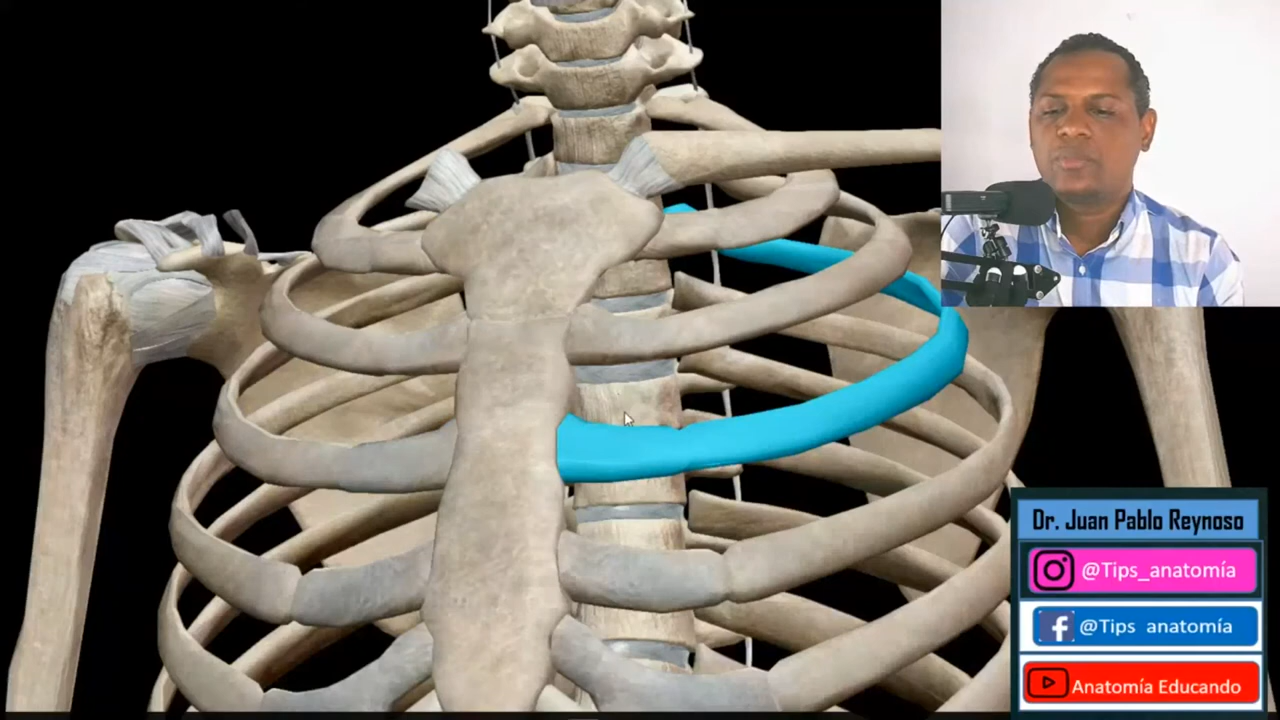 Dr. Juan Pablo Reynoso
@Tips_anatomía
@Tips anatomía
Anatomía Educando